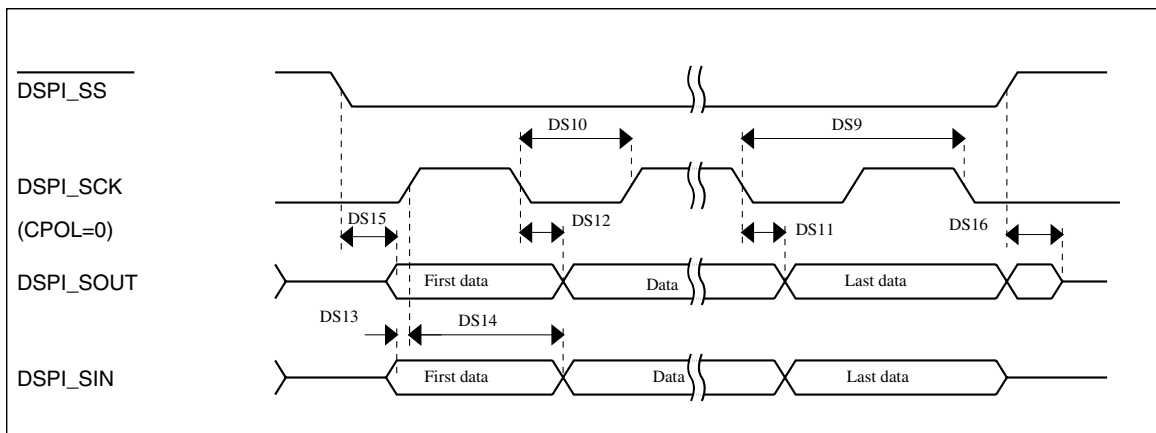 DSPI_SS
DS10
DS9
DSPI_SCK
(CPOL=0)
DS15
DS12
DS11
DS16
DSPI_SOUT
First data
Data
Last data
DS13
DS14
DSPI_SIN
First data
Data
Last data